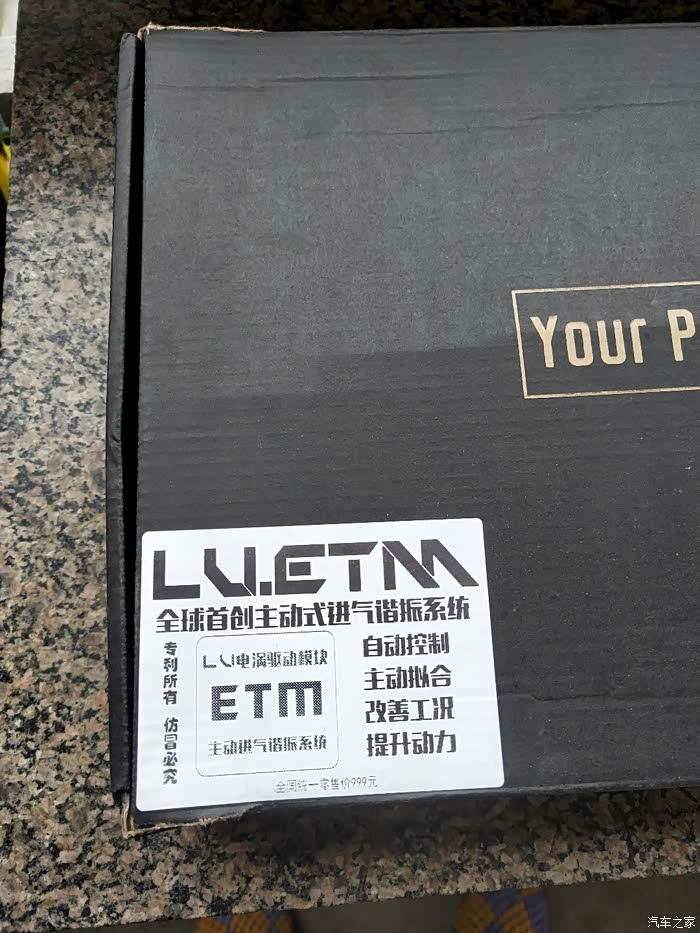 Your P
LV.ETM
全球首创主动式进气谐振系统
专利所有 仿冒必究
LV电涡驱动模块
ETM
主动进气谐振系统
自动控制
主动拟合
改善工况
提升动力
全国统一零售价999元
汽车之家